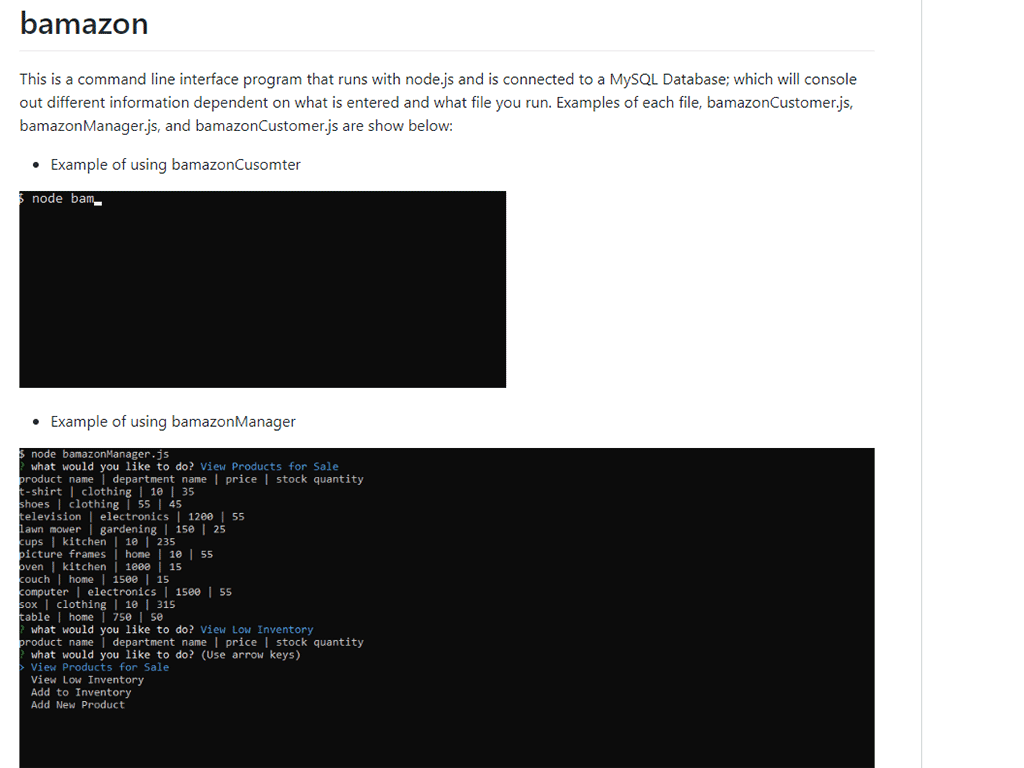 bamazon
This is a command line interface program that runs with node.js and is connected to a MySQL Database; which will console
out different information dependent on what is entered and what file you run. Examples of each file, bamazonCustomer.js,
bamazonManager.js, and bamazonCustomer.js are show below:
• Example of using bamazonCusomter
$ node bam
• Example of using bamazonManager
$ node bamazonManager.js
? what would you like to do? View Products for Sale
product name | department name | price | stock quantity
t-shirt | clothing | 10 | 35
shoes | clothing | 55 | 45
television | electronics | 1200 | 55
lawn mower | gardening | 150 | 25
cups | kitchen | 10 | 235
picture frames | home | 10 | 55
oven | kitchen | 1000 | 15
couch | home | 1500 | 15
computer | electronics | 1500 | 55
sox | clothing | 10 | 315
table | home | 750 | 50
? what would you like to do? View Low Inventory
product name | department name | price | stock quantity
? what would you like to do? (Use arrow keys)
> View Products for Sale
View Low Inventory
Add to Inventory
Add New Product